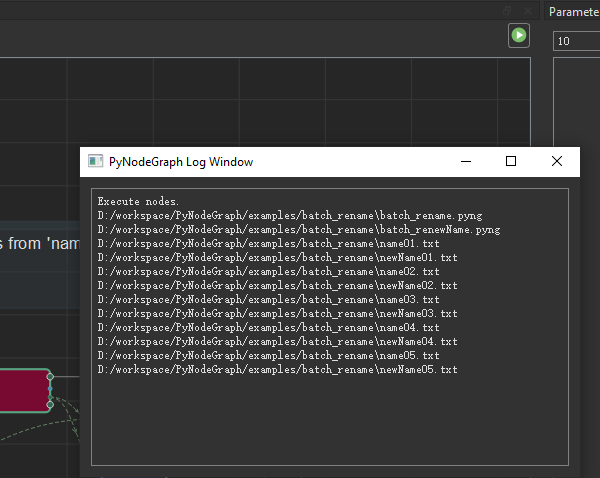 Paramete
10
PyNodeGraph Log Window
s from 'nam
Execute nodes.
D:/workspace/PyNodeGraph/examples/batch_rename\batch_rename.pyng
D:/workspace/PyNodeGraph/examples/batch_rename\batch_renewName.pyng
D:/workspace/PyNodeGraph/examples/batch_rename\name01.txt
D:/workspace/PyNodeGraph/examples/batch_rename\newName01.txt
D:/workspace/PyNodeGraph/examples/batch_rename\name02.txt
D:/workspace/PyNodeGraph/examples/batch_rename\newName02.txt
D:/workspace/PyNodeGraph/examples/batch_rename\name03.txt
D:/workspace/PyNodeGraph/examples/batch_rename\newName03.txt
D:/workspace/PyNodeGraph/examples/batch_rename\name04.txt
D:/workspace/PyNodeGraph/examples/batch_rename\newName04.txt
D:/workspace/PyNodeGraph/examples/batch_rename\name05.txt
D:/workspace/PyNodeGraph/examples/batch_rename\newName05.txt